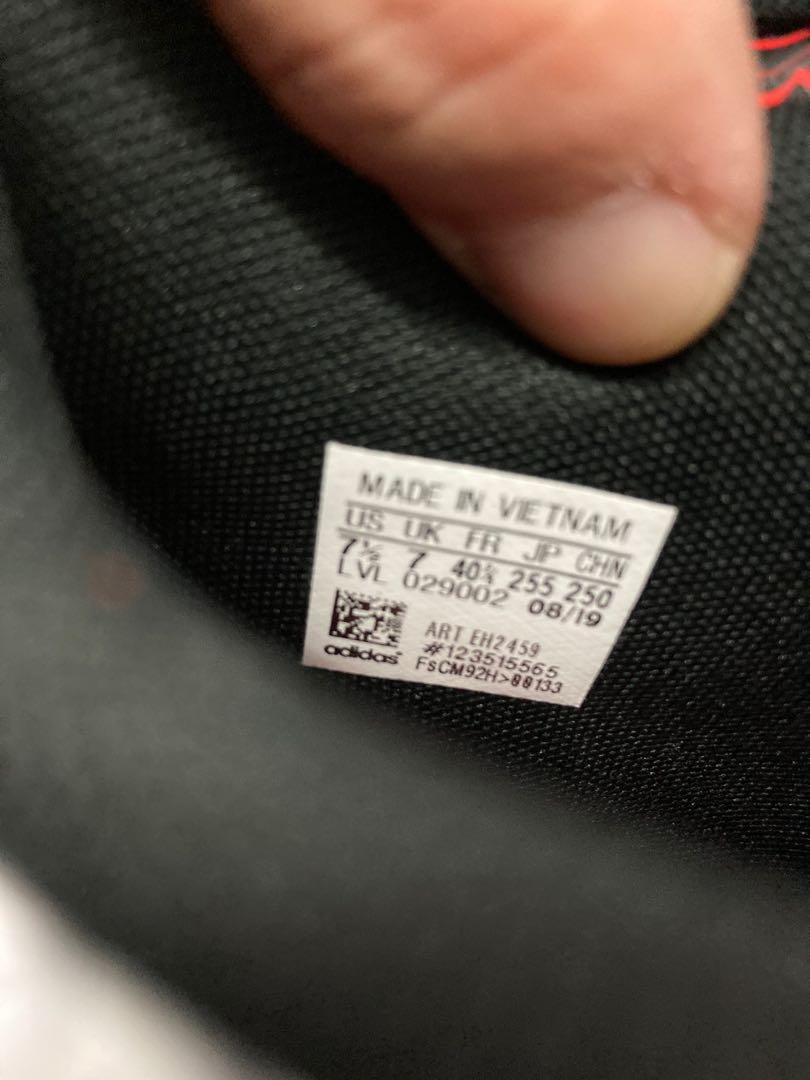 MADE IN VIETNAM
US UK FR JP CHN
7½ 7 40⅔ 255 250
LVL 029002 08/19
ART EH2459
#123515565
adidas. FsCM92H>00133